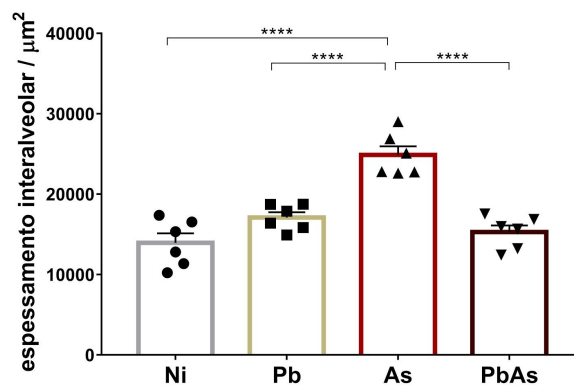 espessamento interalveolar / μm²
40000
30000
20000
10000
0
****
****
****
Ni
Pb
As
PbAs